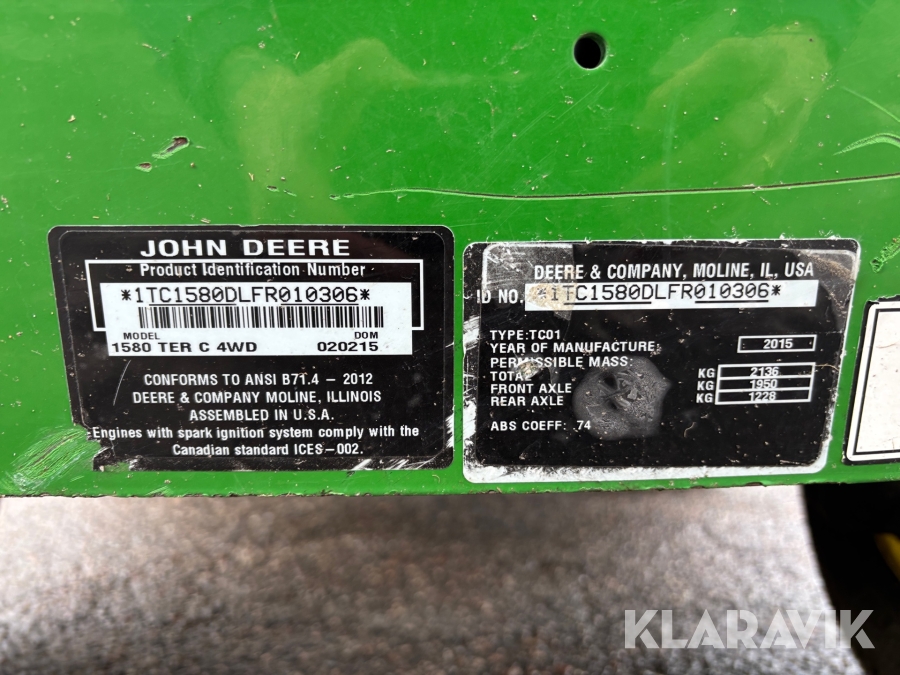 JOHN DEERE
Product Identification Number
*1TC1580DLFR010306*
MODEL DOM
1580 TER C 4WD 020215
CONFORMS TO ANSI B71.4 – 2012
DEERE & COMPANY MOLINE, ILLINOIS
ASSEMBLED IN U.S.A.
Engines with spark ignition system comply with the
Canadian standard ICES–002.
DEERE & COMPANY, MOLINE, IL, USA
ID NO. *1TC1580DLFR010306*
TYPE:TC01
YEAR OF MANUFACTURE: 2015
PERMISSIBLE MASS:
TOTAL KG 2136
FRONT AXLE KG 1950
REAR AXLE KG 1228
ABS COEFF: .74
KLARAVIK